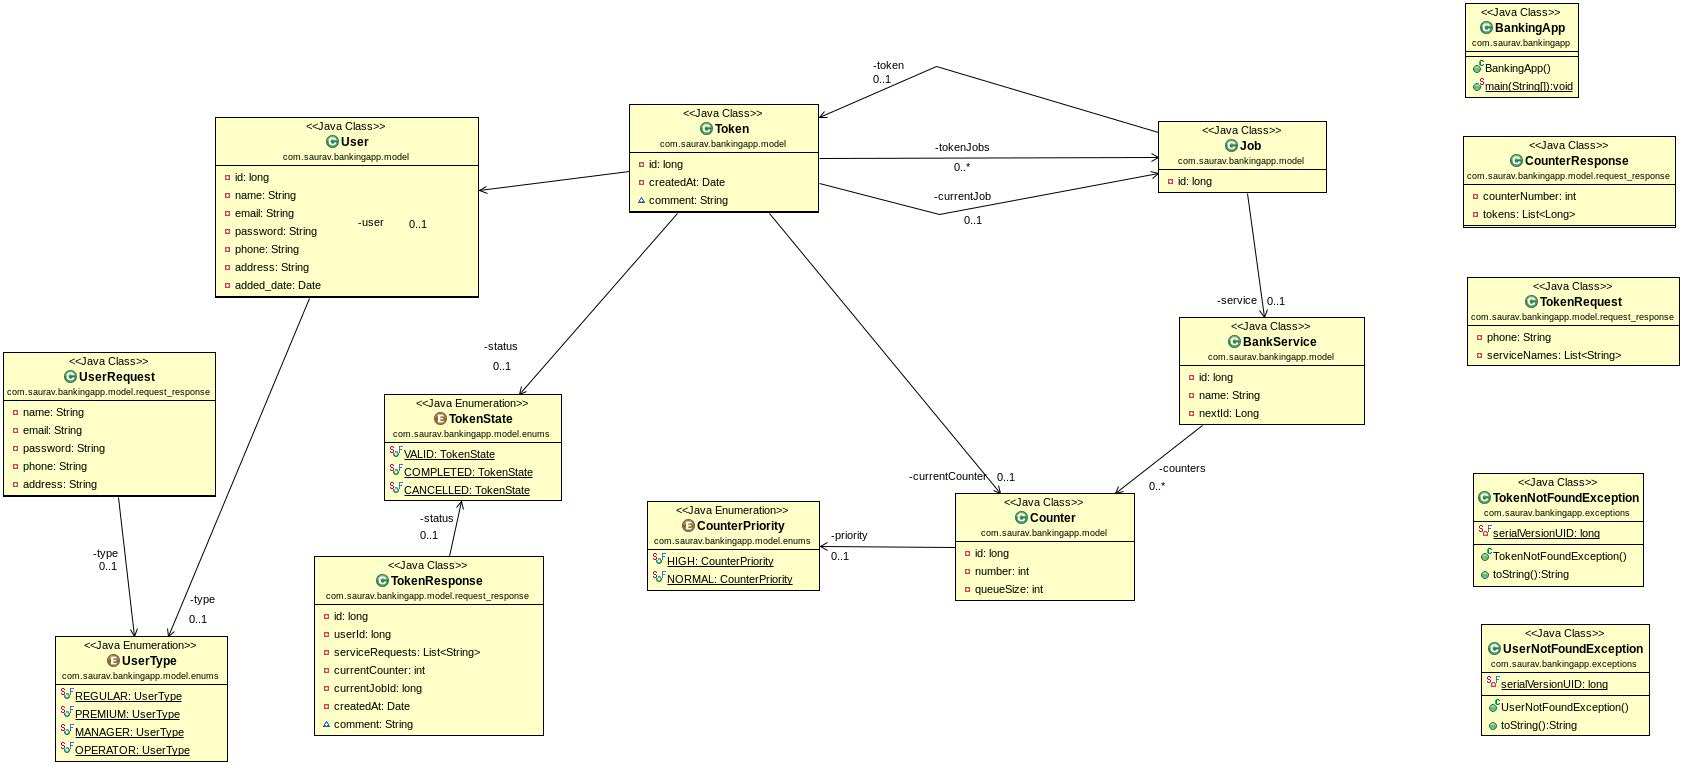 <<Java Class>>
BankingApp
com.saurav.bankingapp
BankingApp()
main(String[]):void
-token
0..1
<<Java Class>>
Token
com.saurav.bankingapp.model
id: long
createdAt: Date
comment: String
<<Java Class>>
User
com.saurav.bankingapp.model
id: long
name: String
email: String
password: String
phone: String
address: String
added_date: Date
-user
0..1
-tokenJobs
0..*
-currentJob
0..1
<<Java Class>>
Job
com.saurav.bankingapp.model
id: long
<<Java Class>>
CounterResponse
com.saurav.bankingapp.model.request_response
counterNumber: int
tokens: List<Long>
<<Java Class>>
TokenRequest
com.saurav.bankingapp.model.request_response
phone: String
serviceNames: List<String>
-service
0..1
<<Java Class>>
BankService
com.saurav.bankingapp.model
id: long
name: String
nextId: Long
<<Java Class>>
UserRequest
com.saurav.bankingapp.model.request_response
name: String
email: String
password: String
phone: String
address: String
-status
0..1
<<Java Enumeration>>
TokenState
com.saurav.bankingapp.model.enums
VALID: TokenState
COMPLETED: TokenState
CANCELLED: TokenState
-status
0..1
-currentCounter
0..1
-counters
0..*
<<Java Class>>
Counter
com.saurav.bankingapp.model
id: long
number: int
queueSize: int
-priority
0..1
<<Java Enumeration>>
CounterPriority
com.saurav.bankingapp.model.enums
HIGH: CounterPriority
NORMAL: CounterPriority
<<Java Class>>
TokenNotFoundException
com.saurav.bankingapp.exceptions
serialVersionUID: long
TokenNotFoundException()
toString():String
-type
0..1
-type
0..1
<<Java Class>>
TokenResponse
com.saurav.bankingapp.model.request_response
id: long
userId: long
serviceRequests: List<String>
currentCounter: int
currentJobId: long
createdAt: Date
comment: String
<<Java Enumeration>>
UserType
com.saurav.bankingapp.model.enums
REGULAR: UserType
PREMIUM: UserType
MANAGER: UserType
OPERATOR: UserType
<<Java Class>>
UserNotFoundException
com.saurav.bankingapp.exceptions
serialVersionUID: long
UserNotFoundException()
toString():String